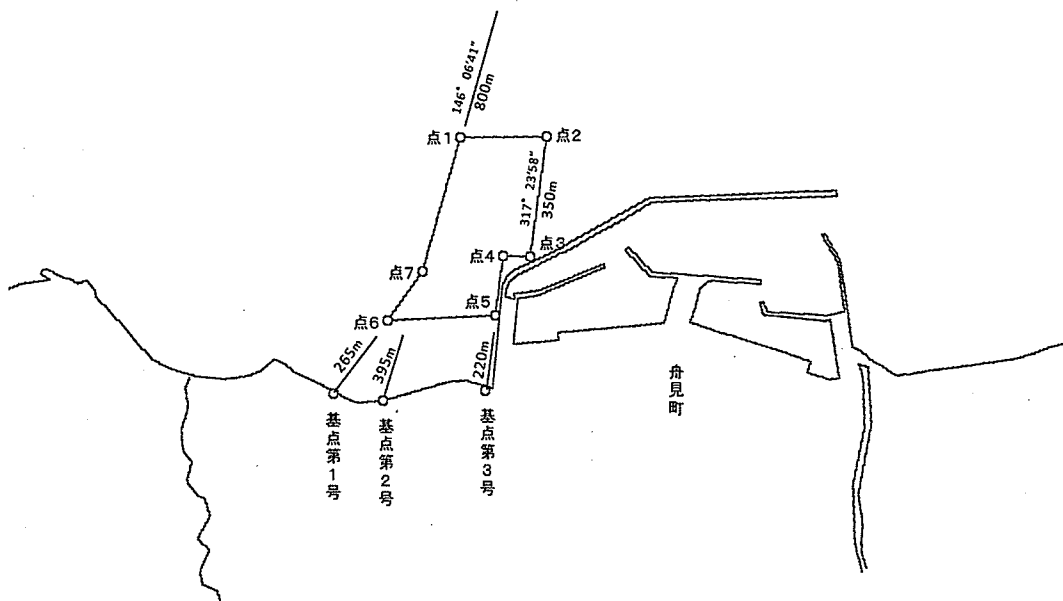 146° 06'41"
800m
点1
点2
317° 23'58"
350m
点3
点4
点7
点5
点6
265m
395m
220m
舟見町
基点第1号
基点第2号
基点第3号